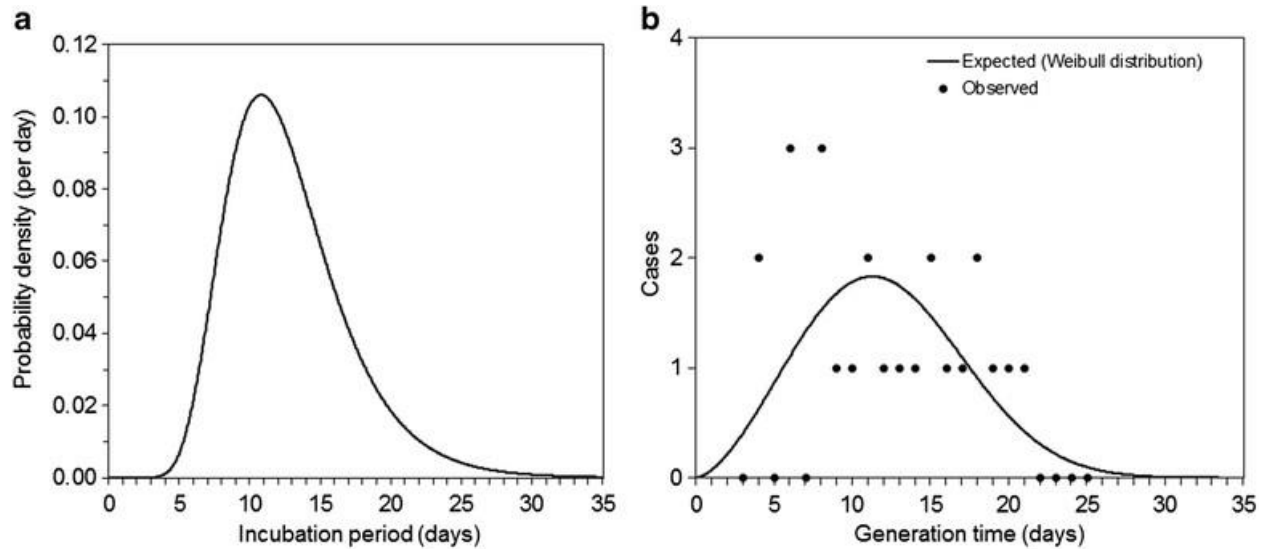 a
0.12
0.10
0.08
0.06
0.04
0.02
0.00
0 5 10 15 20 25 30 35
Probability density (per day)
Incubation period (days)
b
4
3
2
1
0
0 5 10 15 20 25 30 35
Cases
Generation time (days)
Expected (Weibull distribution)
Observed